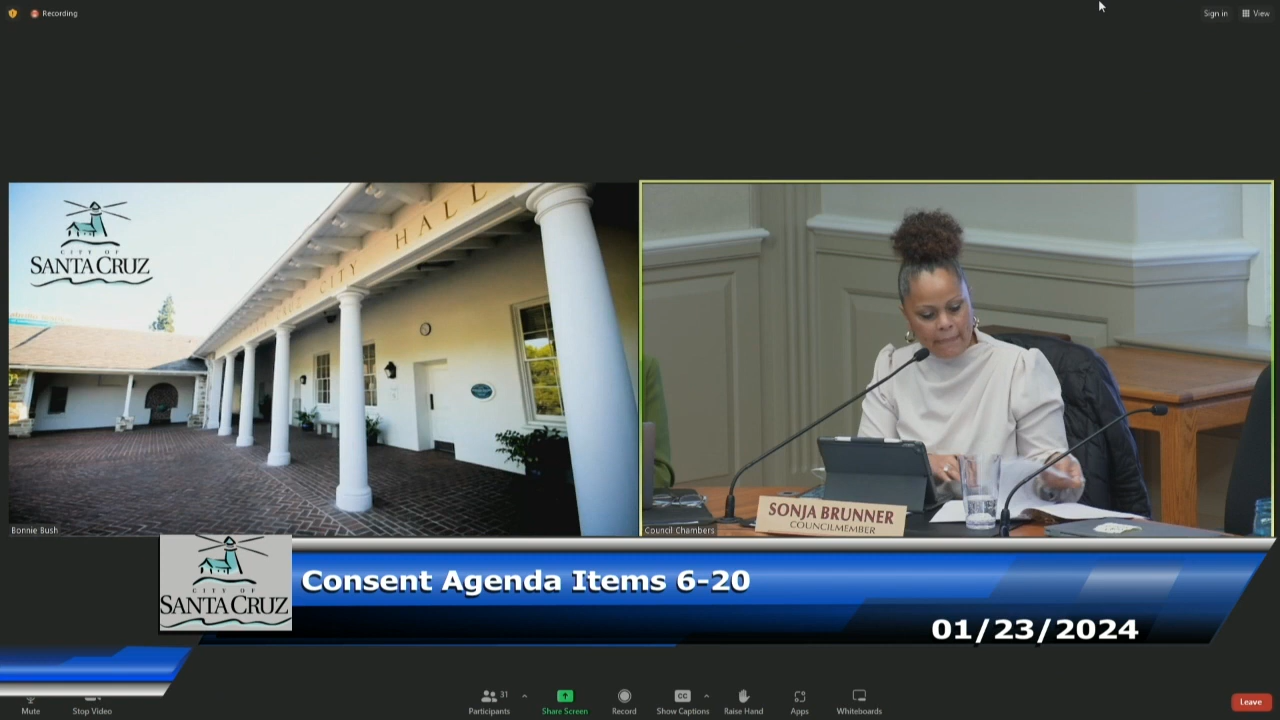 Recording
Sign in
View
CITY OF
SANTA CRUZ
CITY HALL
Bonnie Bush
SONJA BRUNNER
COUNCILMEMBER
Council Chambers
CITY OF
SANTA CRUZ
Consent Agenda Items 6-20
01/23/2024
Mute
Stop Video
Participants
31
Share Screen
CC
Record
Show Captions
Raise Hand
Apps
Whiteboards
Leave